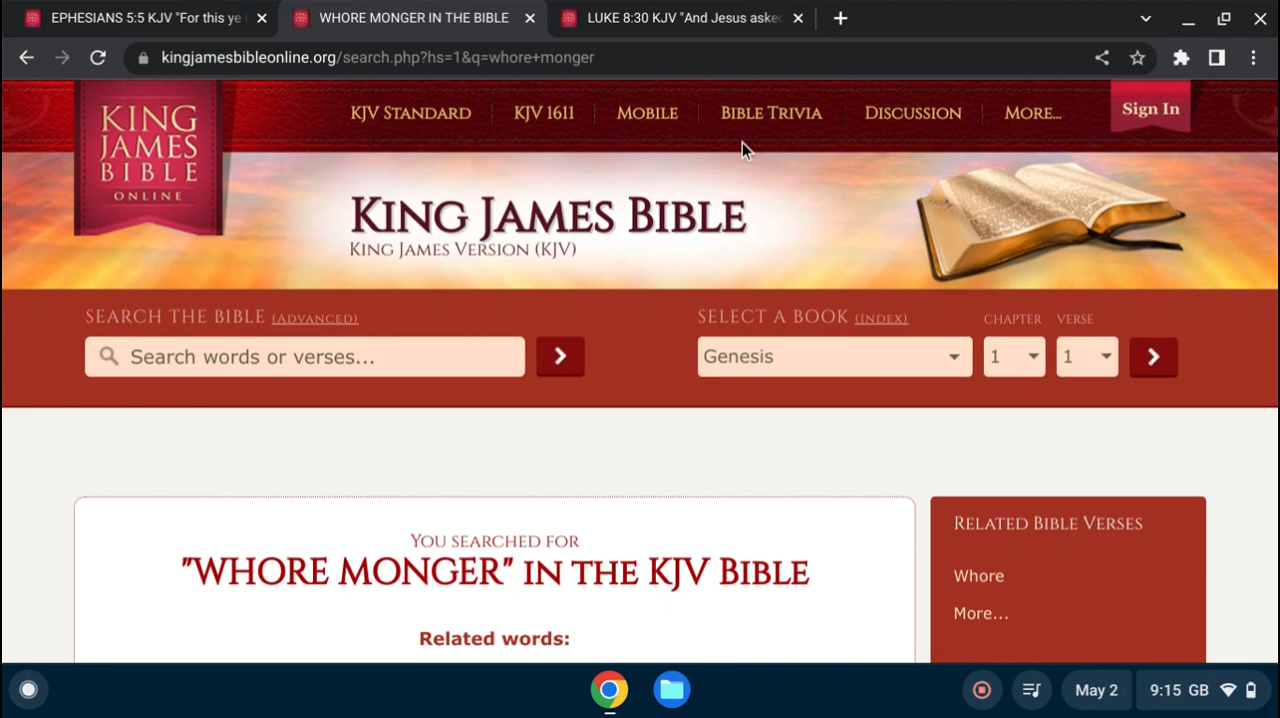 EPHESIANS 5:5 KJV "For this ye
WHORE MONGER IN THE BIBLE
LUKE 8:30 KJV "And Jesus asked
kingjamesbibleonline.org/search.php?hs=1&q=whore+monger
KING
JAMES
BIBLE
ONLINE
KJV STANDARD
KJV 1611
MOBILE
BIBLE TRIVIA
DISCUSSION
MORE...
Sign In
KING JAMES BIBLE
KING JAMES VERSION (KJV)
SEARCH THE BIBLE (ADVANCED)
SELECT A BOOK (INDEX)
CHAPTER
VERSE
Search words or verses...
Genesis
1
1
YOU SEARCHED FOR
"WHORE MONGER" IN THE KJV BIBLE
Related words:
RELATED BIBLE VERSES
Whore
More...
May 2
9:15 GB